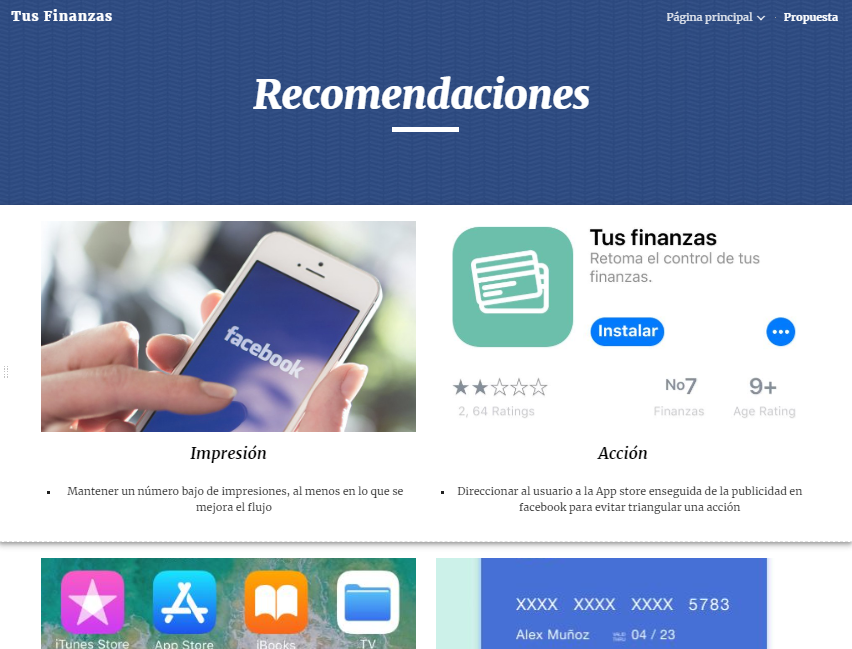 Tus Finanzas
Página principal
Propuesta
Recomendaciones
facebook
Tus finanzas
Retoma el control de tus
finanzas.
Instalar
No7
9+
2, 64 Ratings
Finanzas
Age Rating
Impresión
Acción
Mantener un número bajo de impresiones, al menos en lo que se
mejora el flujo
Direccionar al usuario a la App store enseguida de la publicidad en
facebook para evitar triangular una acción
iTunes Store
App Store
iBooks
TV
XXXX XXXX XXXX 5783
Alex Muñoz
04 / 23